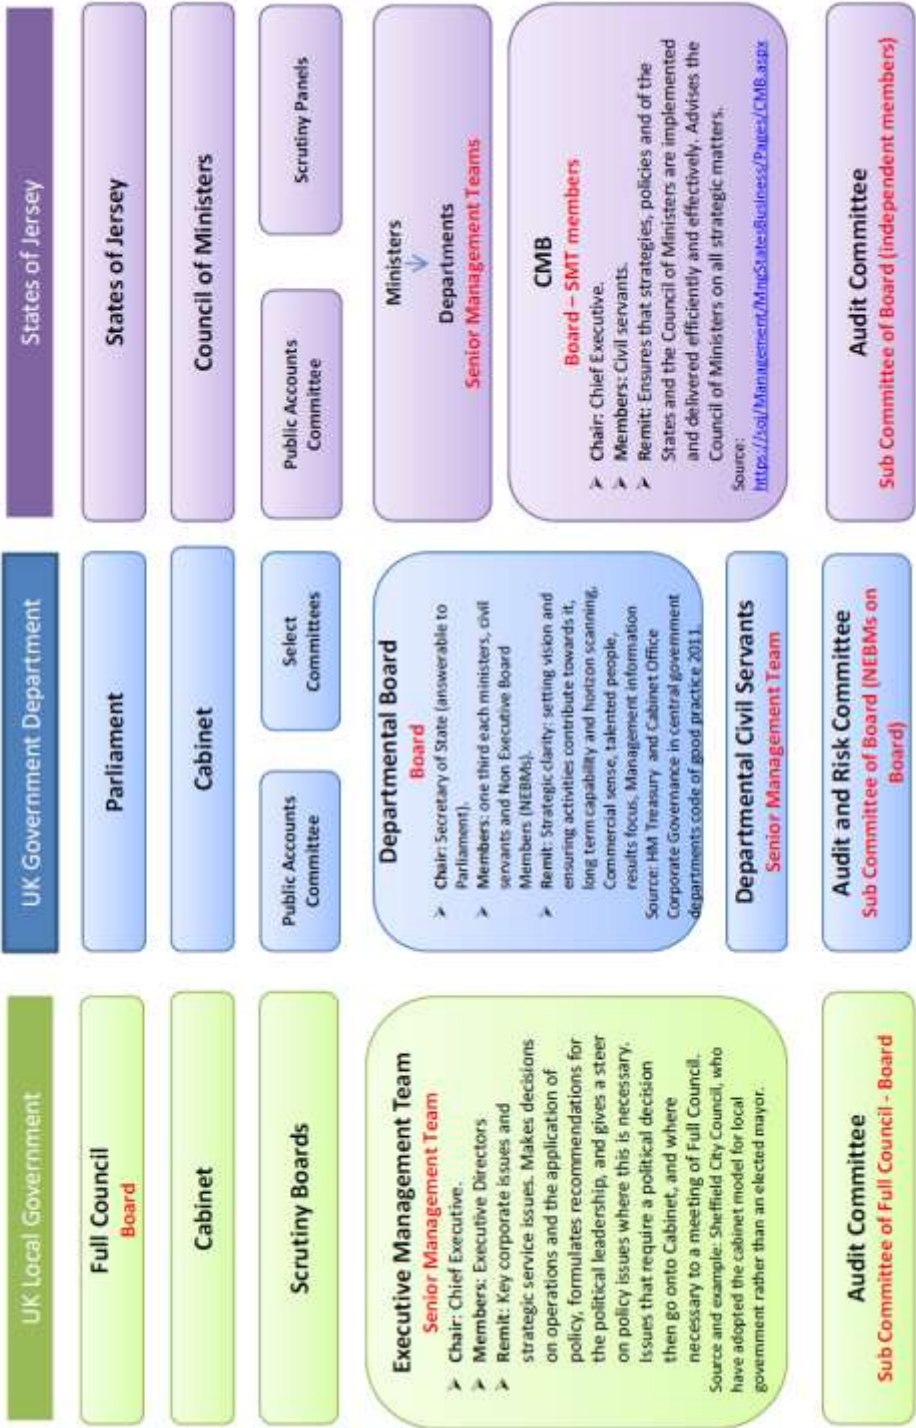 UK Local Government
Full Council
Board
Cabinet
Scrutiny Boards
Executive Management Team
Senior Management Team
➤ Chair: Chief Executive.
➤ Members: Executive Directors
➤ Remit: Key corporate issues and
strategic service issues. Makes decisions
on operations and the application of
policy, formulates recommendations for
the political leadership, and gives a steer
on policy issues where this is necessary.
Issues that require a political decision
then go onto Cabinet, and where
necessary to a meeting of Full Council.
Source and example: Sheffield City Council, who
have adopted the cabinet model for local
government rather than an elected mayor.
Audit Committee
Sub Committee of Full Council - Board
UK Government Department
Parliament
Cabinet
Public Accounts
Committee
Select
Committees
Departmental Board
Board
➤ Chair: Secretary of State (answerable to
Parliament).
➤ Members: one third each ministers, civil
servants and Non Executive Board
Members (NEBMs).
➤ Remit: Strategic clarity: setting vision and
ensuring activities contribute towards it,
long term capability and horizon scanning,
Commercial sense, talented people,
results focus, Management information
Source: HM Treasury and Cabinet Office
Corporate Governance in central government
departments code of good practice 2011.
Departmental Civil Servants
Senior Management Team
Audit and Risk Committee
Sub Committee of Board (NEBMs on
Board)
States of Jersey
States of Jersey
Council of Ministers
Public Accounts
Committee
Scrutiny Panels
Ministers
Departments
Senior Management Teams
CMB
Board – SMT members
➤ Chair: Chief Executive.
➤ Members: Civil servants.
➤ Remit: Ensures that strategies, policies and of the
States and the Council of Ministers are implemented
and delivered efficiently and effectively. Advises the
Council of Ministers on all strategic matters.
Source:
https://soj/Management/MngStatesBusiness/Pages/CMB.aspx
Audit Committee
Sub Committee of Board (independent members)